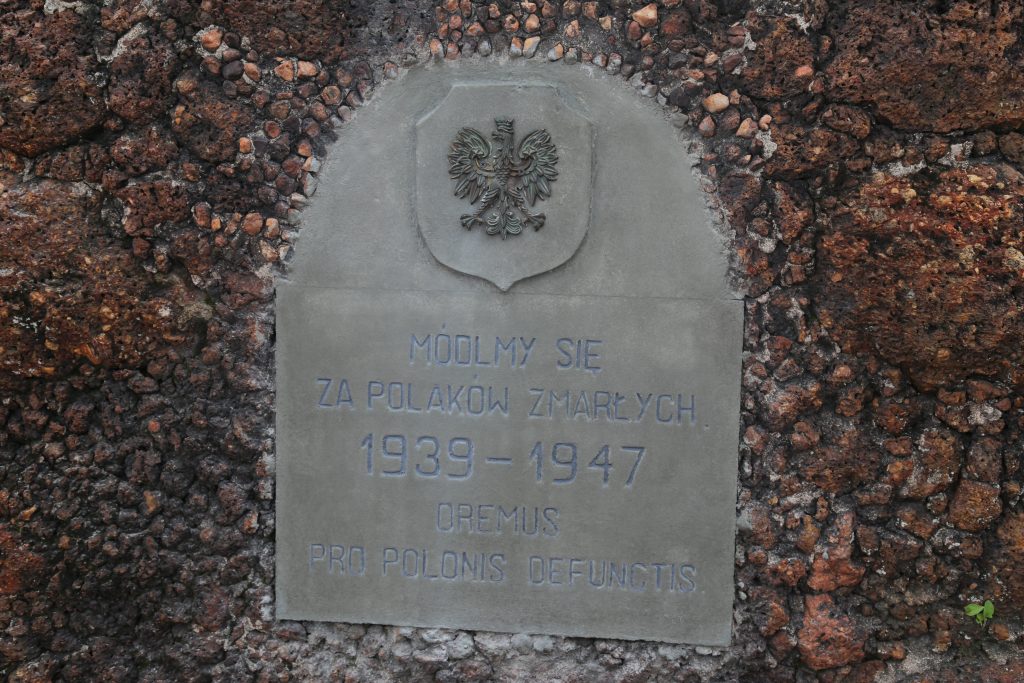 MÓDLMY SIĘ
ZA POLAKÓW ZMARŁYCH.
1939 - 1947
OREMUS
PRO POLONIS DEFUNCTIS.